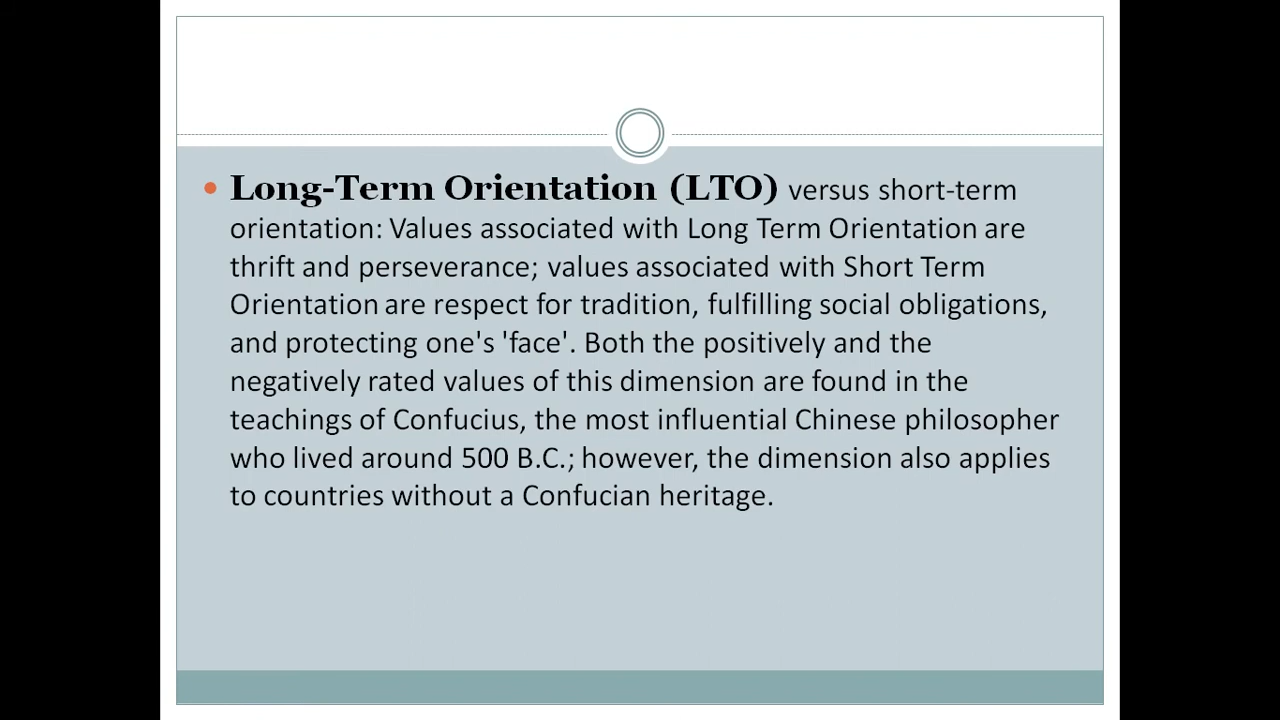 Long-Term Orientation (LTO) versus short-term
orientation: Values associated with Long Term Orientation are
thrift and perseverance; values associated with Short Term
Orientation are respect for tradition, fulfilling social obligations,
and protecting one's 'face'. Both the positively and the
negatively rated values of this dimension are found in the
teachings of Confucius, the most influential Chinese philosopher
who lived around 500 B.C.; however, the dimension also applies
to countries without a Confucian heritage.